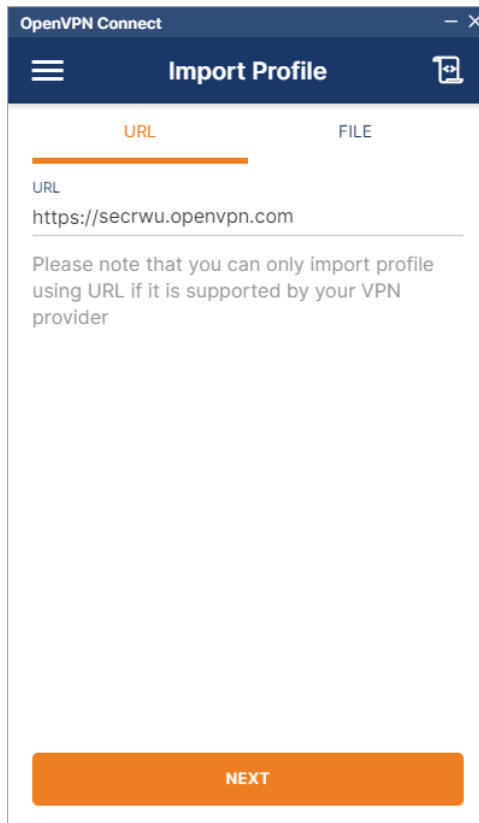 OpenVPN Connect
Import Profile
URL
FILE
URL
https://secrwu.openvpn.com
Please note that you can only import profile
using URL if it is supported by your VPN
provider
NEXT